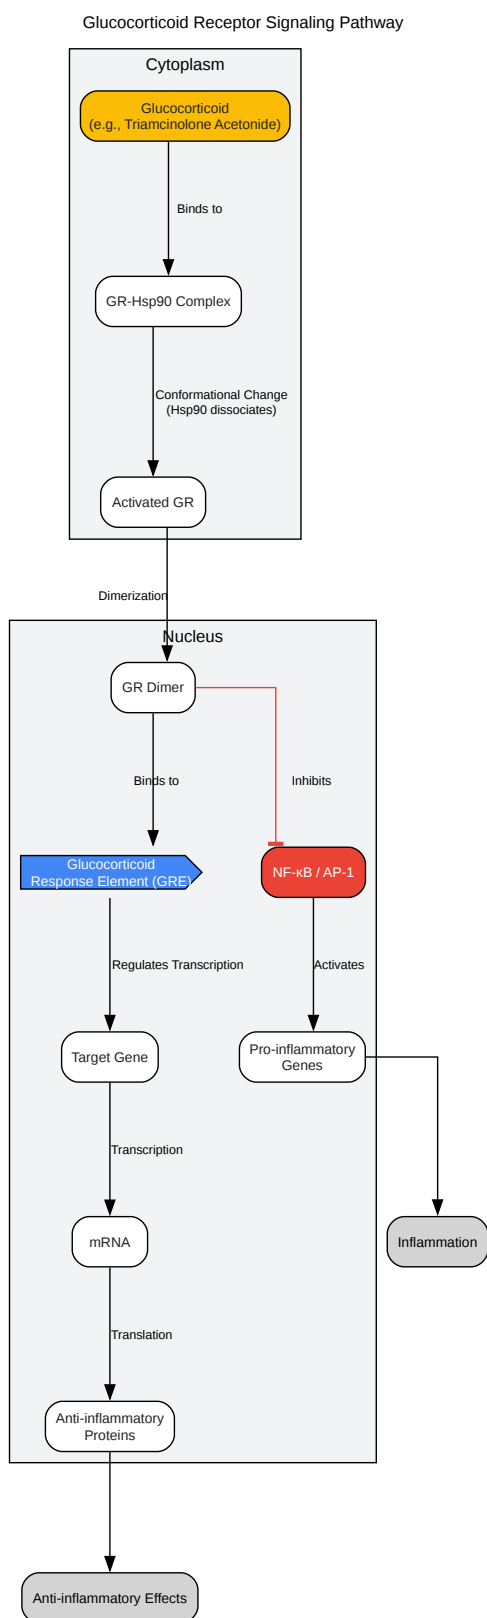 Glucocorticoid Receptor Signaling Pathway
Cytoplasm
Glucocorticoid
(e.g., Triamcinolone Acetonide)
Binds to
GR-Hsp90 Complex
Conformational Change
(Hsp90 dissociates)
Activated GR
Dimerization
Nucleus
GR Dimer
Binds to
Inhibits
Glucocorticoid
Response Element (GRE)
NF-κB / AP-1
Regulates Transcription
Activates
Target Gene
Pro-inflammatory
Genes
Transcription
mRNA
Inflammation
Translation
Anti-inflammatory
Proteins
Anti-inflammatory Effects